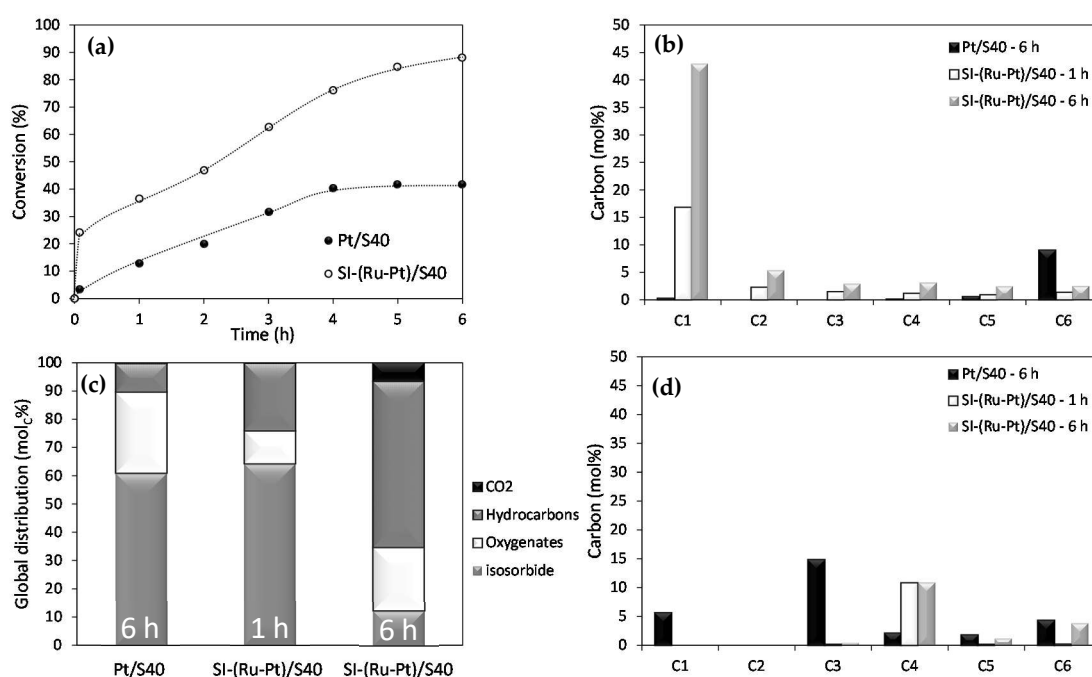 (a)
Conversion (%)
100
90
80
70
60
50
40
30
20
10
0
0 1 2 3 4 5 6
Time (h)
Pt/S40
SI-(Ru-Pt)/S40
(b)
Carbon (mol%)
50
45
40
35
30
25
20
15
10
5
0
C1 C2 C3 C4 C5 C6
Pt/S40 - 6 h
SI-(Ru-Pt)/S40 - 1 h
SI-(Ru-Pt)/S40 - 6 h
(c)
Global distribution (molC%)
100
90
80
70
60
50
40
30
20
10
0
6 h 1 h 6 h
Pt/S40 SI-(Ru-Pt)/S40 SI-(Ru-Pt)/S40
CO2
Hydrocarbons
Oxygenates
isosorbide
(d)
Carbon (mol%)
50
45
40
35
30
25
20
15
10
5
0
C1 C2 C3 C4 C5 C6
Pt/S40 - 6 h
SI-(Ru-Pt)/S40 - 1 h
SI-(Ru-Pt)/S40 - 6 h